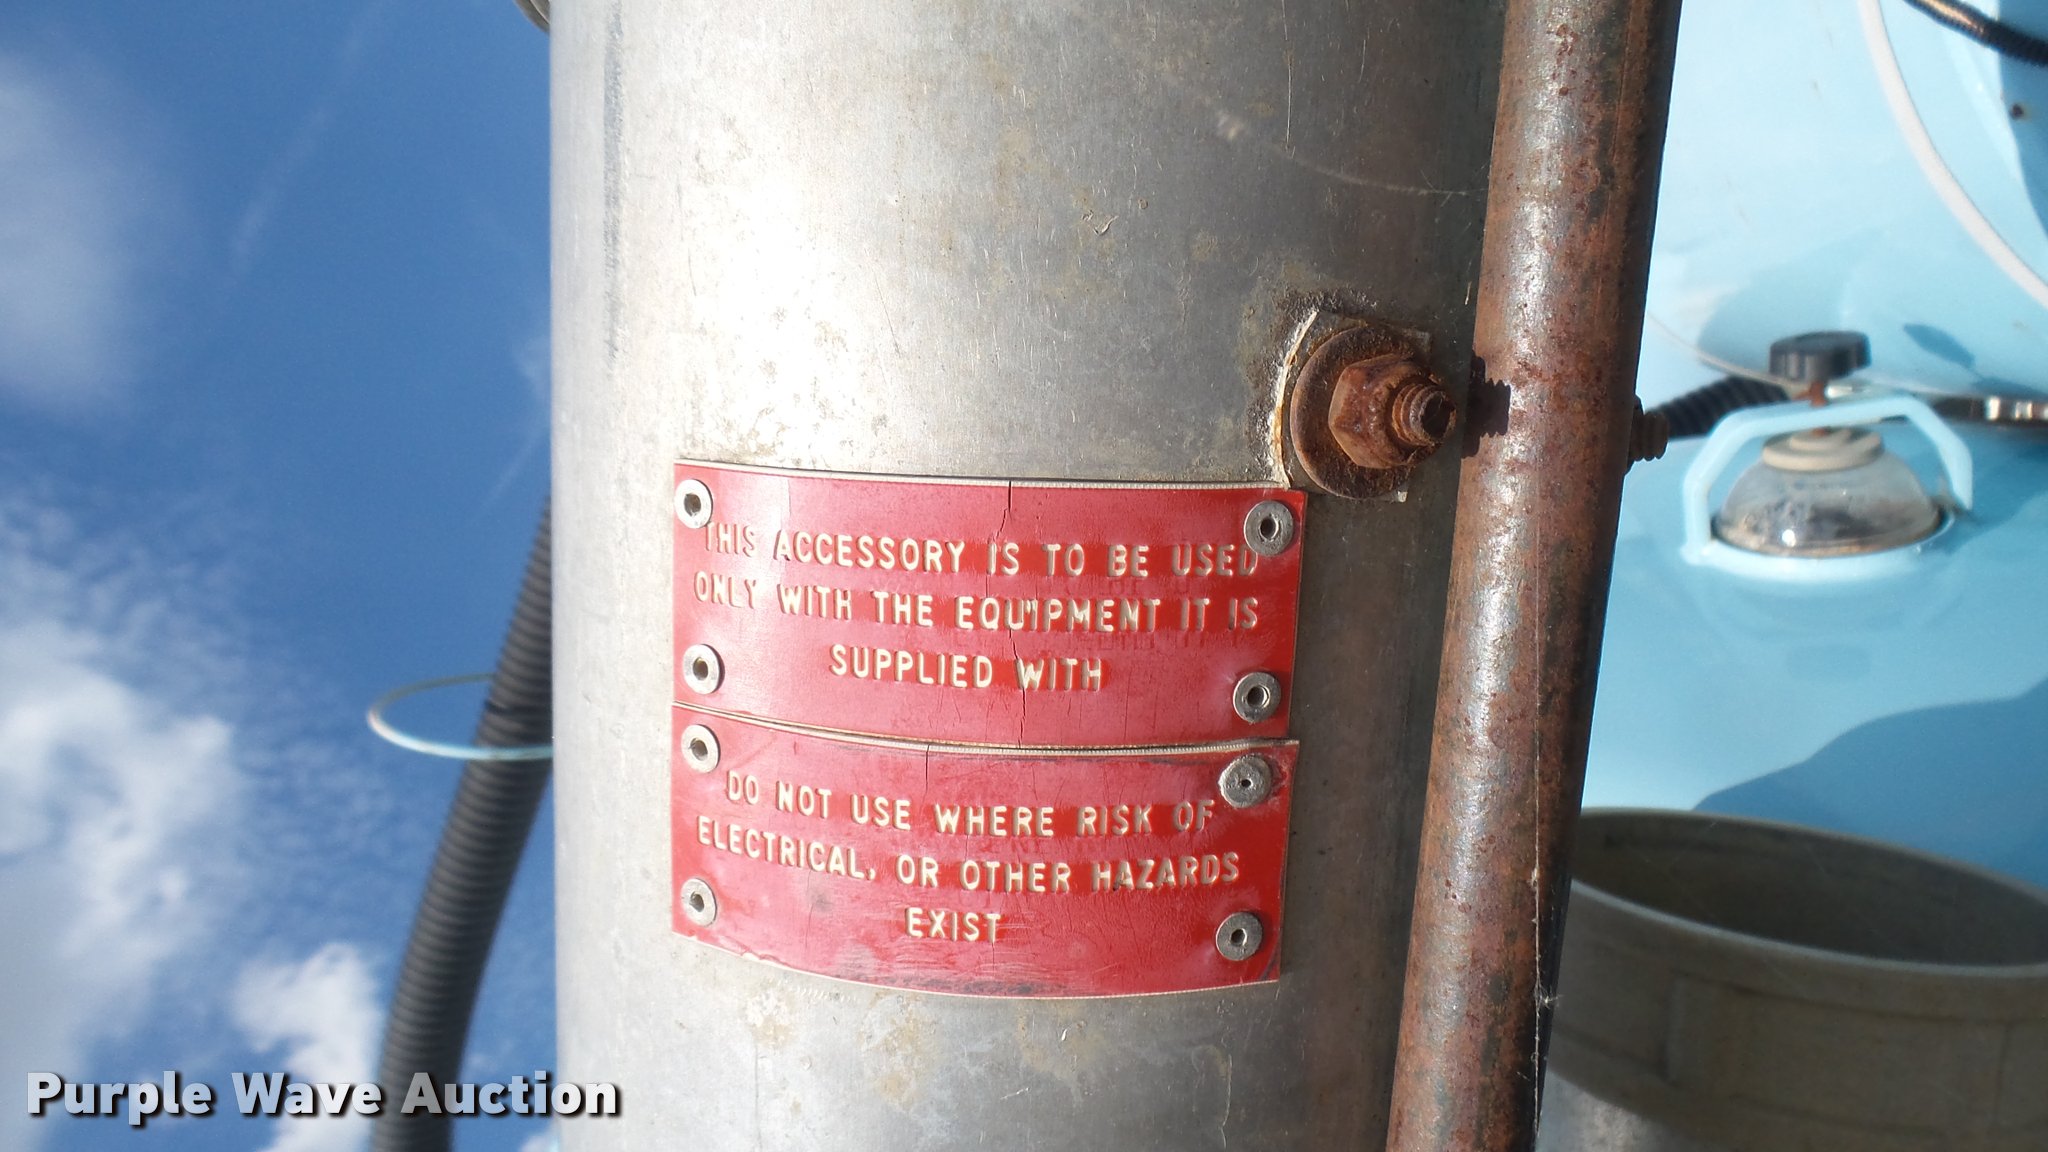 THIS ACCESSORY IS TO BE USED
ONLY WITH THE EQUIPMENT IT IS
SUPPLIED WITH
DO NOT USE WHERE RISK OF
ELECTRICAL, OR OTHER HAZARDS
EXIST
Purple Wave Auction